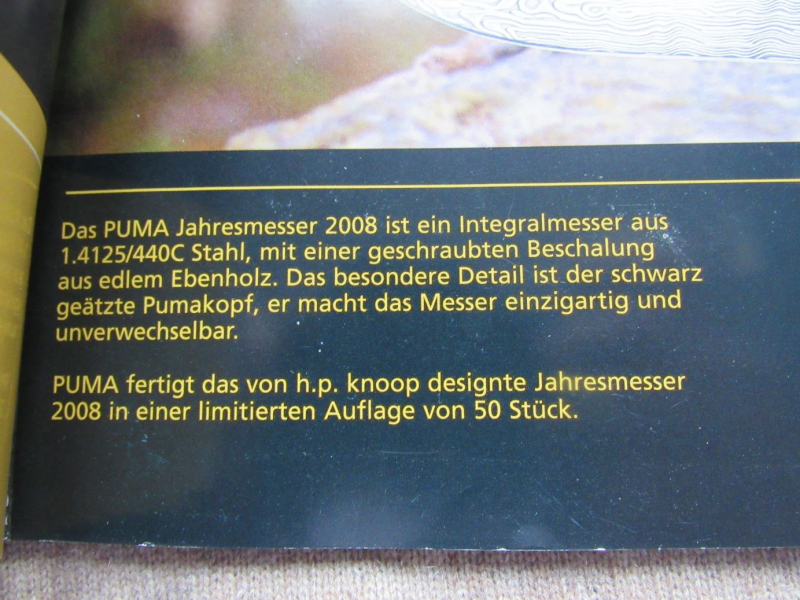 Das PUMA Jahresmesser 2008 ist ein Integralmesser aus
1.4125/440C Stahl, mit einer geschraubten Beschalung
aus edlem Ebenholz. Das besondere Detail ist der schwarz
geätzte Pumakopf, er macht das Messer einzigartig und
unverwechselbar.
PUMA fertigt das von h.p. knoop designte Jahresmesser
2008 in einer limitierten Auflage von 50 Stück.